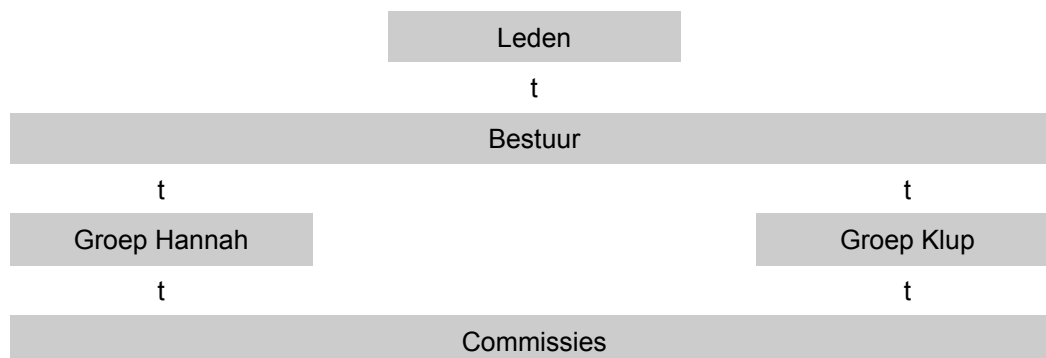 Leden
t
Bestuur
t t
Groep Hannah Groep Klup
t t
Commissies